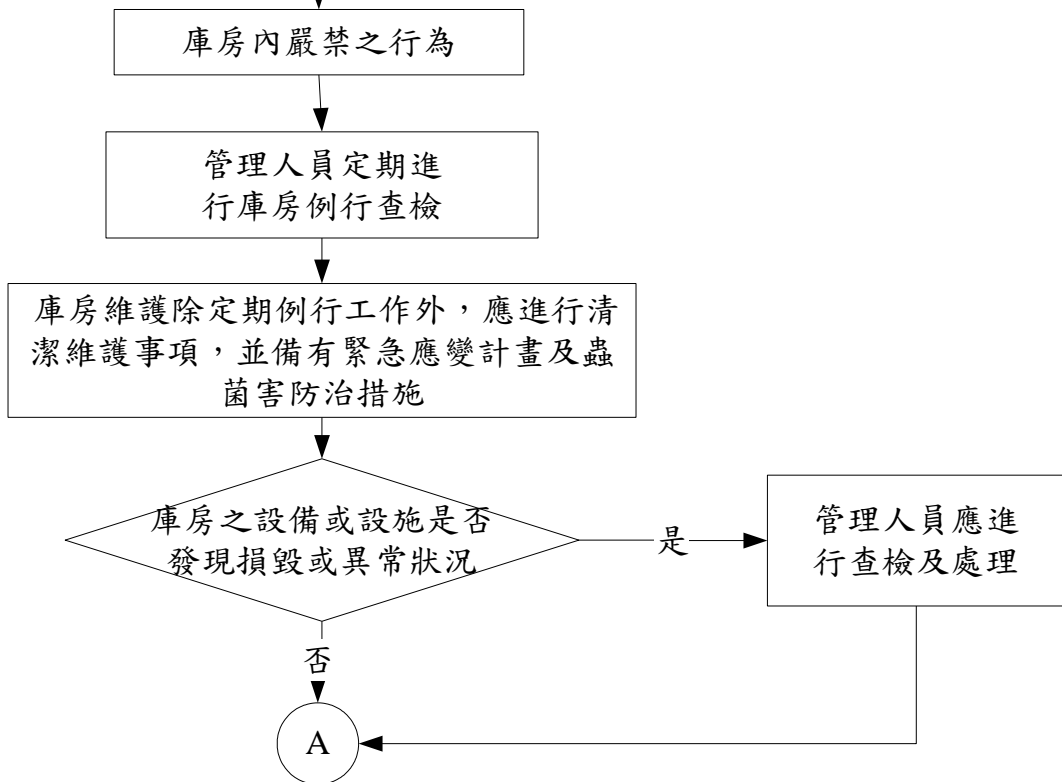 庫房內嚴禁之行為
管理人員定期進
行庫房例行查檢
庫房維護除定期例行工作外，應進行清
潔維護事項，並備有緊急應變計畫及蟲
菌害防治措施
庫房之設備或設施是否
發現損毀或異常狀況
是
管理人員應進
行查檢及處理
否
A